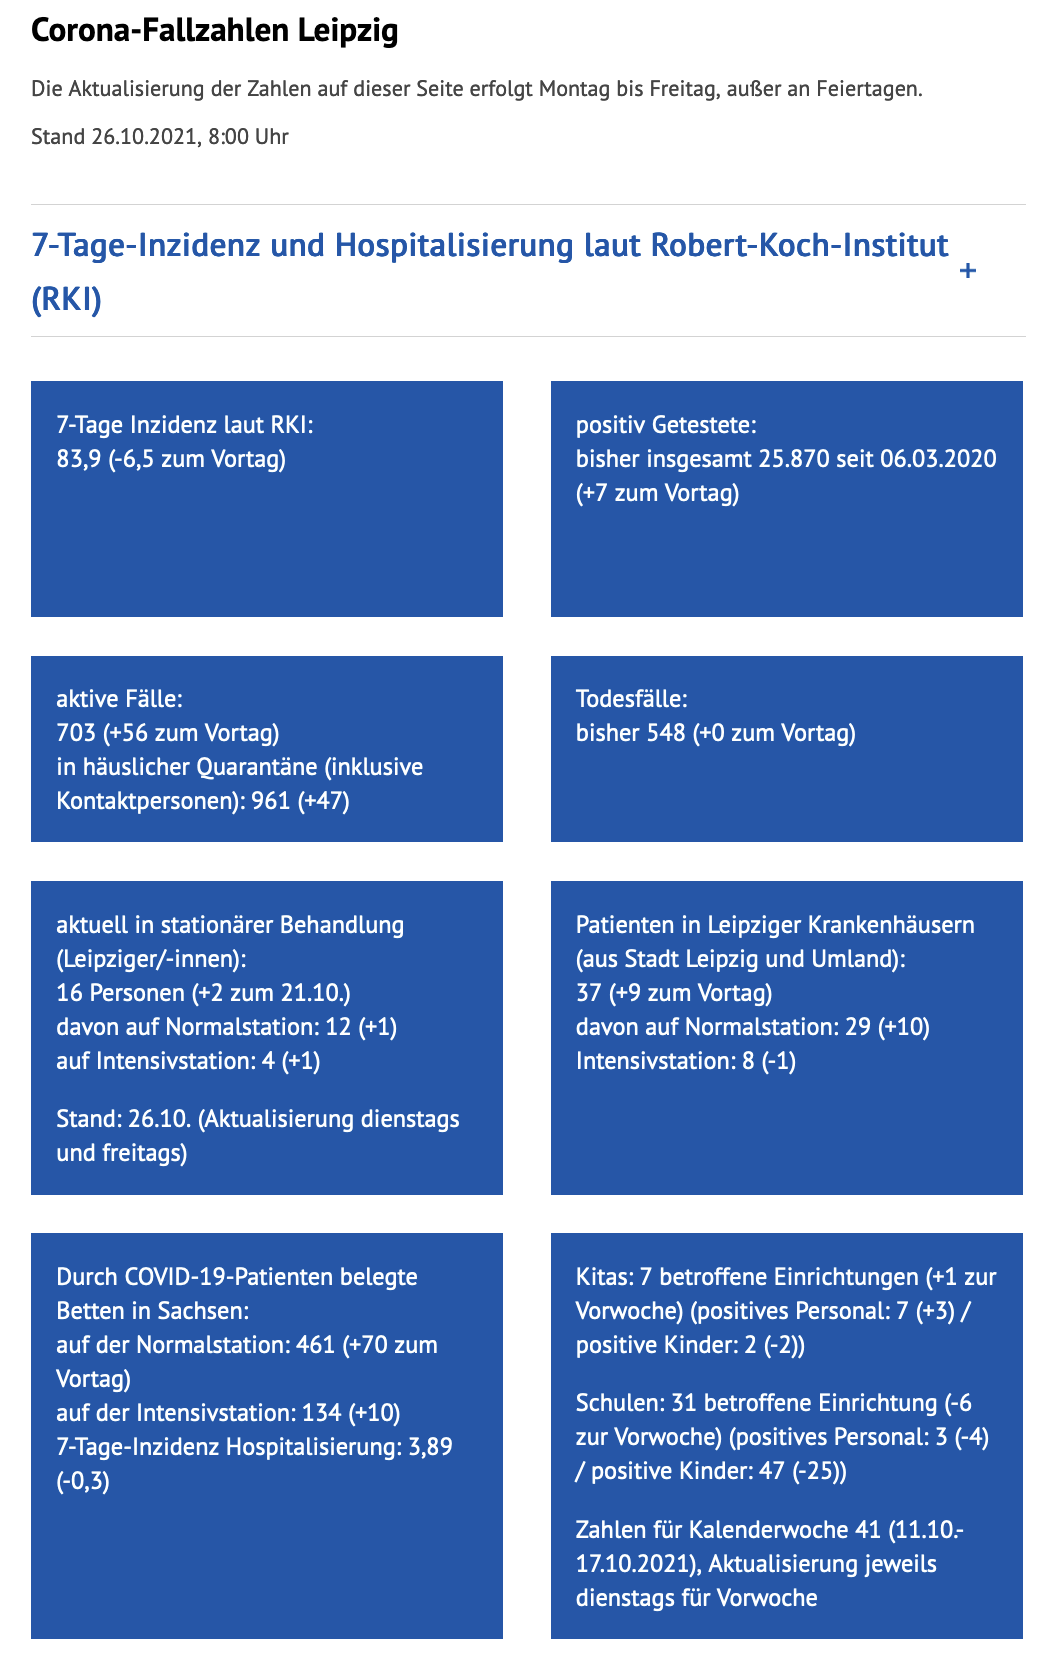 Corona-Fallzahlen Leipzig
Die Aktualisierung der Zahlen auf dieser Seite erfolgt Montag bis Freitag, außer an Feiertagen.
Stand 26.10.2021, 8:00 Uhr
7-Tage-Inzidenz und Hospitalisierung laut Robert-Koch-Institut
(RKI)
+
7-Tage Inzidenz laut RKI:
83,9 (-6,5 zum Vortag)
positiv Getestete:
bisher insgesamt 25.870 seit 06.03.2020
(+7 zum Vortag)
aktive Fälle:
703 (+56 zum Vortag)
in häuslicher Quarantäne (inklusive
Kontaktpersonen): 961 (+47)
Todesfälle:
bisher 548 (+0 zum Vortag)
aktuell in stationärer Behandlung
(Leipziger/-innen):
16 Personen (+2 zum 21.10.)
davon auf Normalstation: 12 (+1)
auf Intensivstation: 4 (+1)
Stand: 26.10. (Aktualisierung dienstags
und freitags)
Patienten in Leipziger Krankenhäusern
(aus Stadt Leipzig und Umland):
37 (+9 zum Vortag)
davon auf Normalstation: 29 (+10)
Intensivstation: 8 (-1)
Durch COVID-19-Patienten belegte
Betten in Sachsen:
auf der Normalstation: 461 (+70 zum
Vortag)
auf der Intensivstation: 134 (+10)
7-Tage-Inzidenz Hospitalisierung: 3,89
(-0,3)
Kitas: 7 betroffene Einrichtungen (+1 zur
Vorwoche) (positives Personal: 7 (+3) /
positive Kinder: 2 (-2))
Schulen: 31 betroffene Einrichtung (-6
zur Vorwoche) (positives Personal: 3 (-4)
/ positive Kinder: 47 (-25))
Zahlen für Kalenderwoche 41 (11.10.-
17.10.2021), Aktualisierung jeweils
dienstags für Vorwoche